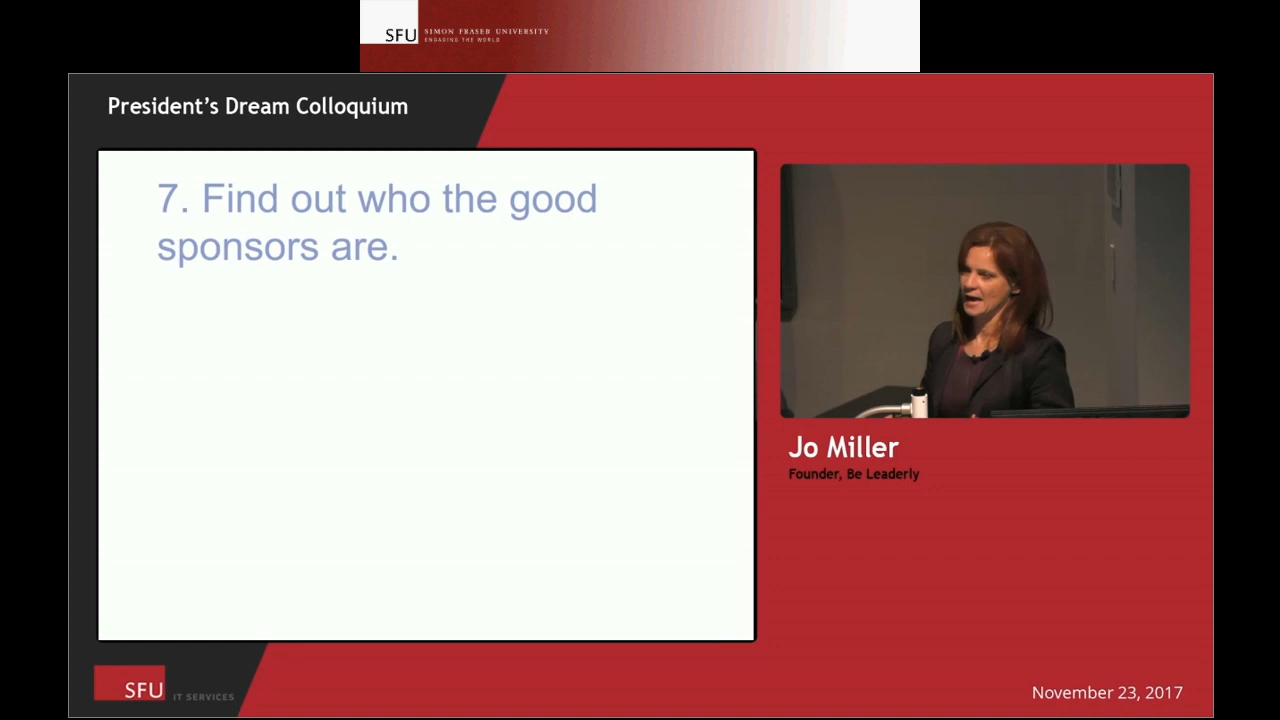 SFU SIMON FRASER UNIVERSITY
ENGAGING THE WORLD
President's Dream Colloquium
7. Find out who the good
sponsors are.
Jo Miller
Founder, Be Leaderly
SFU IT SERVICES
November 23, 2017